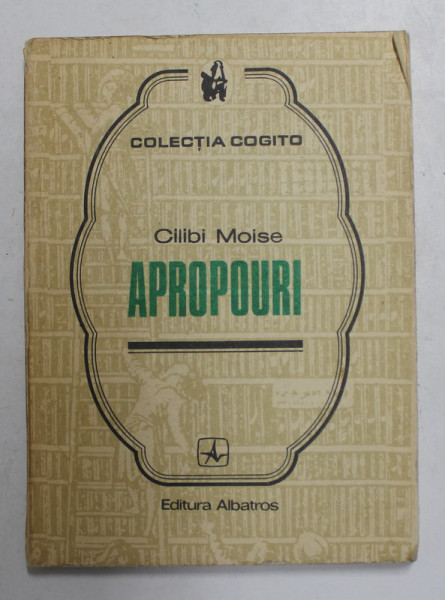 COLECȚIA COGITO
Cilibi Moise
APROPOURI
Editura Albatros